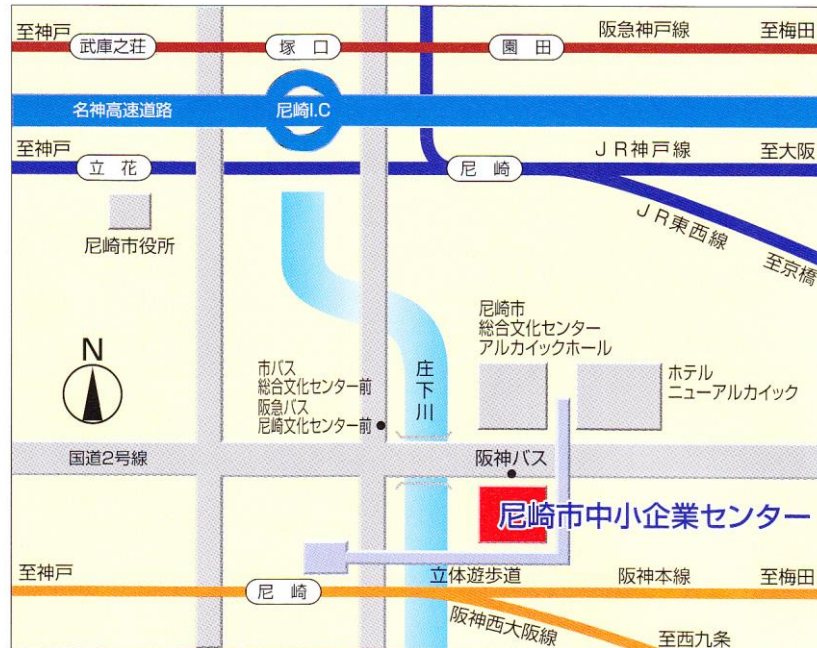 至神戸
武庫之荘
塚口
園田
阪急神戸線
至梅田
名神高速道路
尼崎I.C
至神戸
立花
尼崎
JR神戸線
至大阪
JR東西線
至京橋
尼崎市役所
N
尼崎市
総合文化センター
アルカイックホール
ホテル
ニューアルカイック
市バス
総合文化センター前
阪急バス
尼崎文化センター前
庄下川
国道2号線
阪神バス
尼崎市中小企業センター
至神戸
尼崎
立体遊歩道
阪神本線
至梅田
阪神西大阪線
至西九条